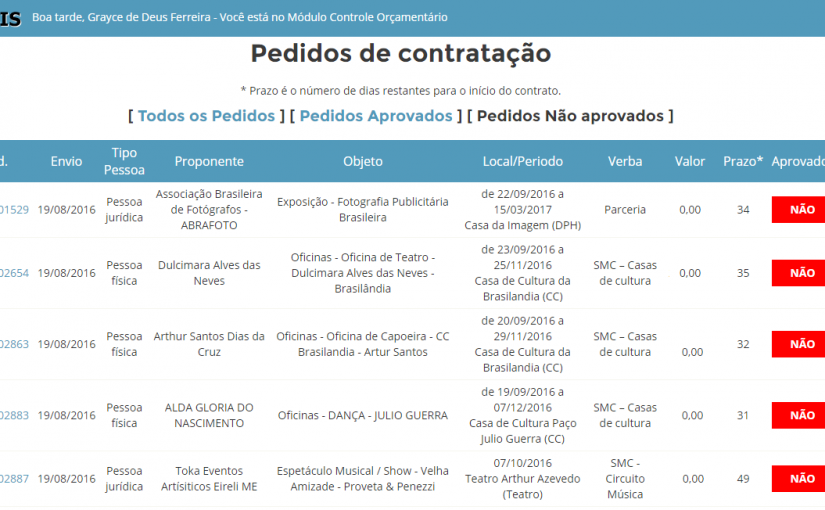 IS Boa tarde, Grayce de Deus Ferreira - Você está no Módulo Controle Orçamentário
Pedidos de contratação
* Prazo é o número de dias restantes para o início do contrato.
[ Todos os Pedidos ] [ Pedidos Aprovados ] [ Pedidos Não aprovados ]
d. Envio Tipo Pessoa Proponente Objeto Local/Periodo Verba Valor Prazo* Aprovado
01529 19/08/2016 Pessoa jurídica Associação Brasileira de Fotógrafos - ABRAFOTO Exposição - Fotografia Publicitária Brasileira de 22/09/2016 a 15/03/2017 Casa da Imagem (DPH) Parceria 0,00 34 NÃO
02654 19/08/2016 Pessoa física Dulcimara Alves das Neves Oficinas - Oficina de Teatro - Dulcimara Alves das Neves - Brasilândia de 23/09/2016 a 25/11/2016 Casa de Cultura da Brasilandia (CC) SMC – Casas de cultura 0,00 35 NÃO
02863 19/08/2016 Pessoa física Arthur Santos Dias da Cruz Oficinas - Oficina de Capoeira - CC Brasilandia - Artur Santos de 20/09/2016 a 29/11/2016 Casa de Cultura da Brasilandia (CC) SMC – Casas de cultura 0,00 32 NÃO
02883 19/08/2016 Pessoa física ALDA GLORIA DO NASCIMENTO Oficinas - DANÇA - JULIO GUERRA de 19/09/2016 a 07/12/2016 Casa de Cultura Paço Julio Guerra (CC) SMC – Casas de cultura 0,00 31 NÃO
02887 19/08/2016 Pessoa jurídica Toka Eventos Artísiticos Eireli ME Espetáculo Musical / Show - Velha Amizade - Proveta & Penezzi 07/10/2016 Teatro Arthur Azevedo (Teatro) SMC - Circuito Música 0,00 49 NÃO